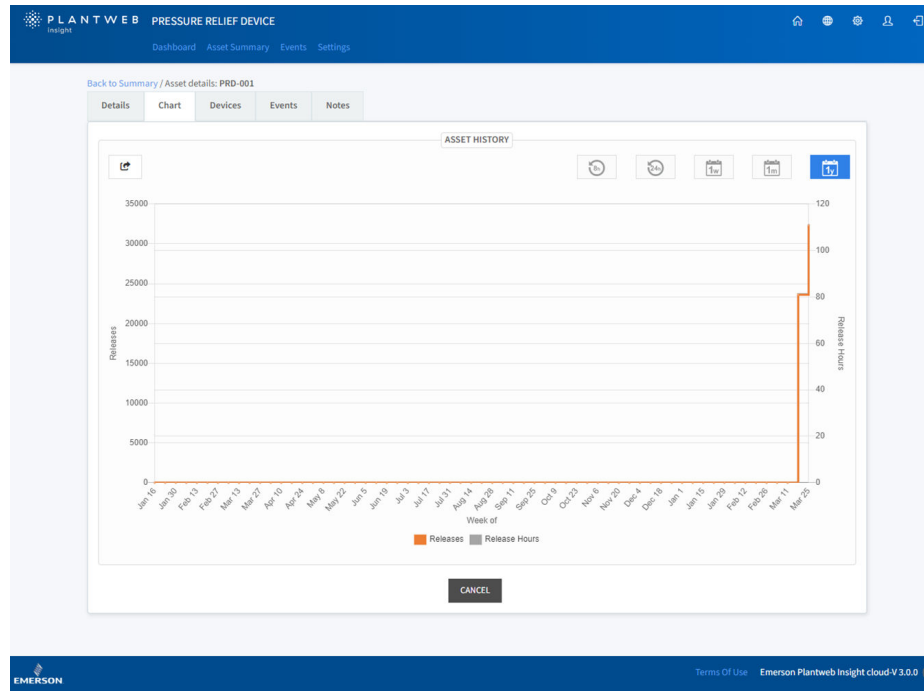 PLANTWEB PRESSURE RELIEF DEVICE
Insight
Dashboard Asset Summary Events Settings
Back to Summary / Asset details: PRD-001
Details Chart Devices Events Notes
ASSET HISTORY
8h 24h 1w 1m 1y
35000 120
30000 100
25000 80
20000 60
15000 40
10000 20
5000
0 0
Releases
Release Hours
Jan 16 Jan 30 Feb 13 Feb 27 Mar 13 Mar 27 Apr 10 Apr 24 May 8 May 22 Jun 5 Jun 19 Jul 3 Jul 17 Jul 31 Aug 14 Aug 28 Sep 11 Sep 25 Oct 9 Oct 23 Nov 6 Nov 20 Dec 4 Dec 18 Jan 1 Jan 15 Jan 29 Feb 12 Feb 26 Mar 11 Mar 25
Week of
Releases Release Hours
CANCEL
EMERSON
Terms Of Use Emerson Plantweb Insight cloud-V 3.0.0